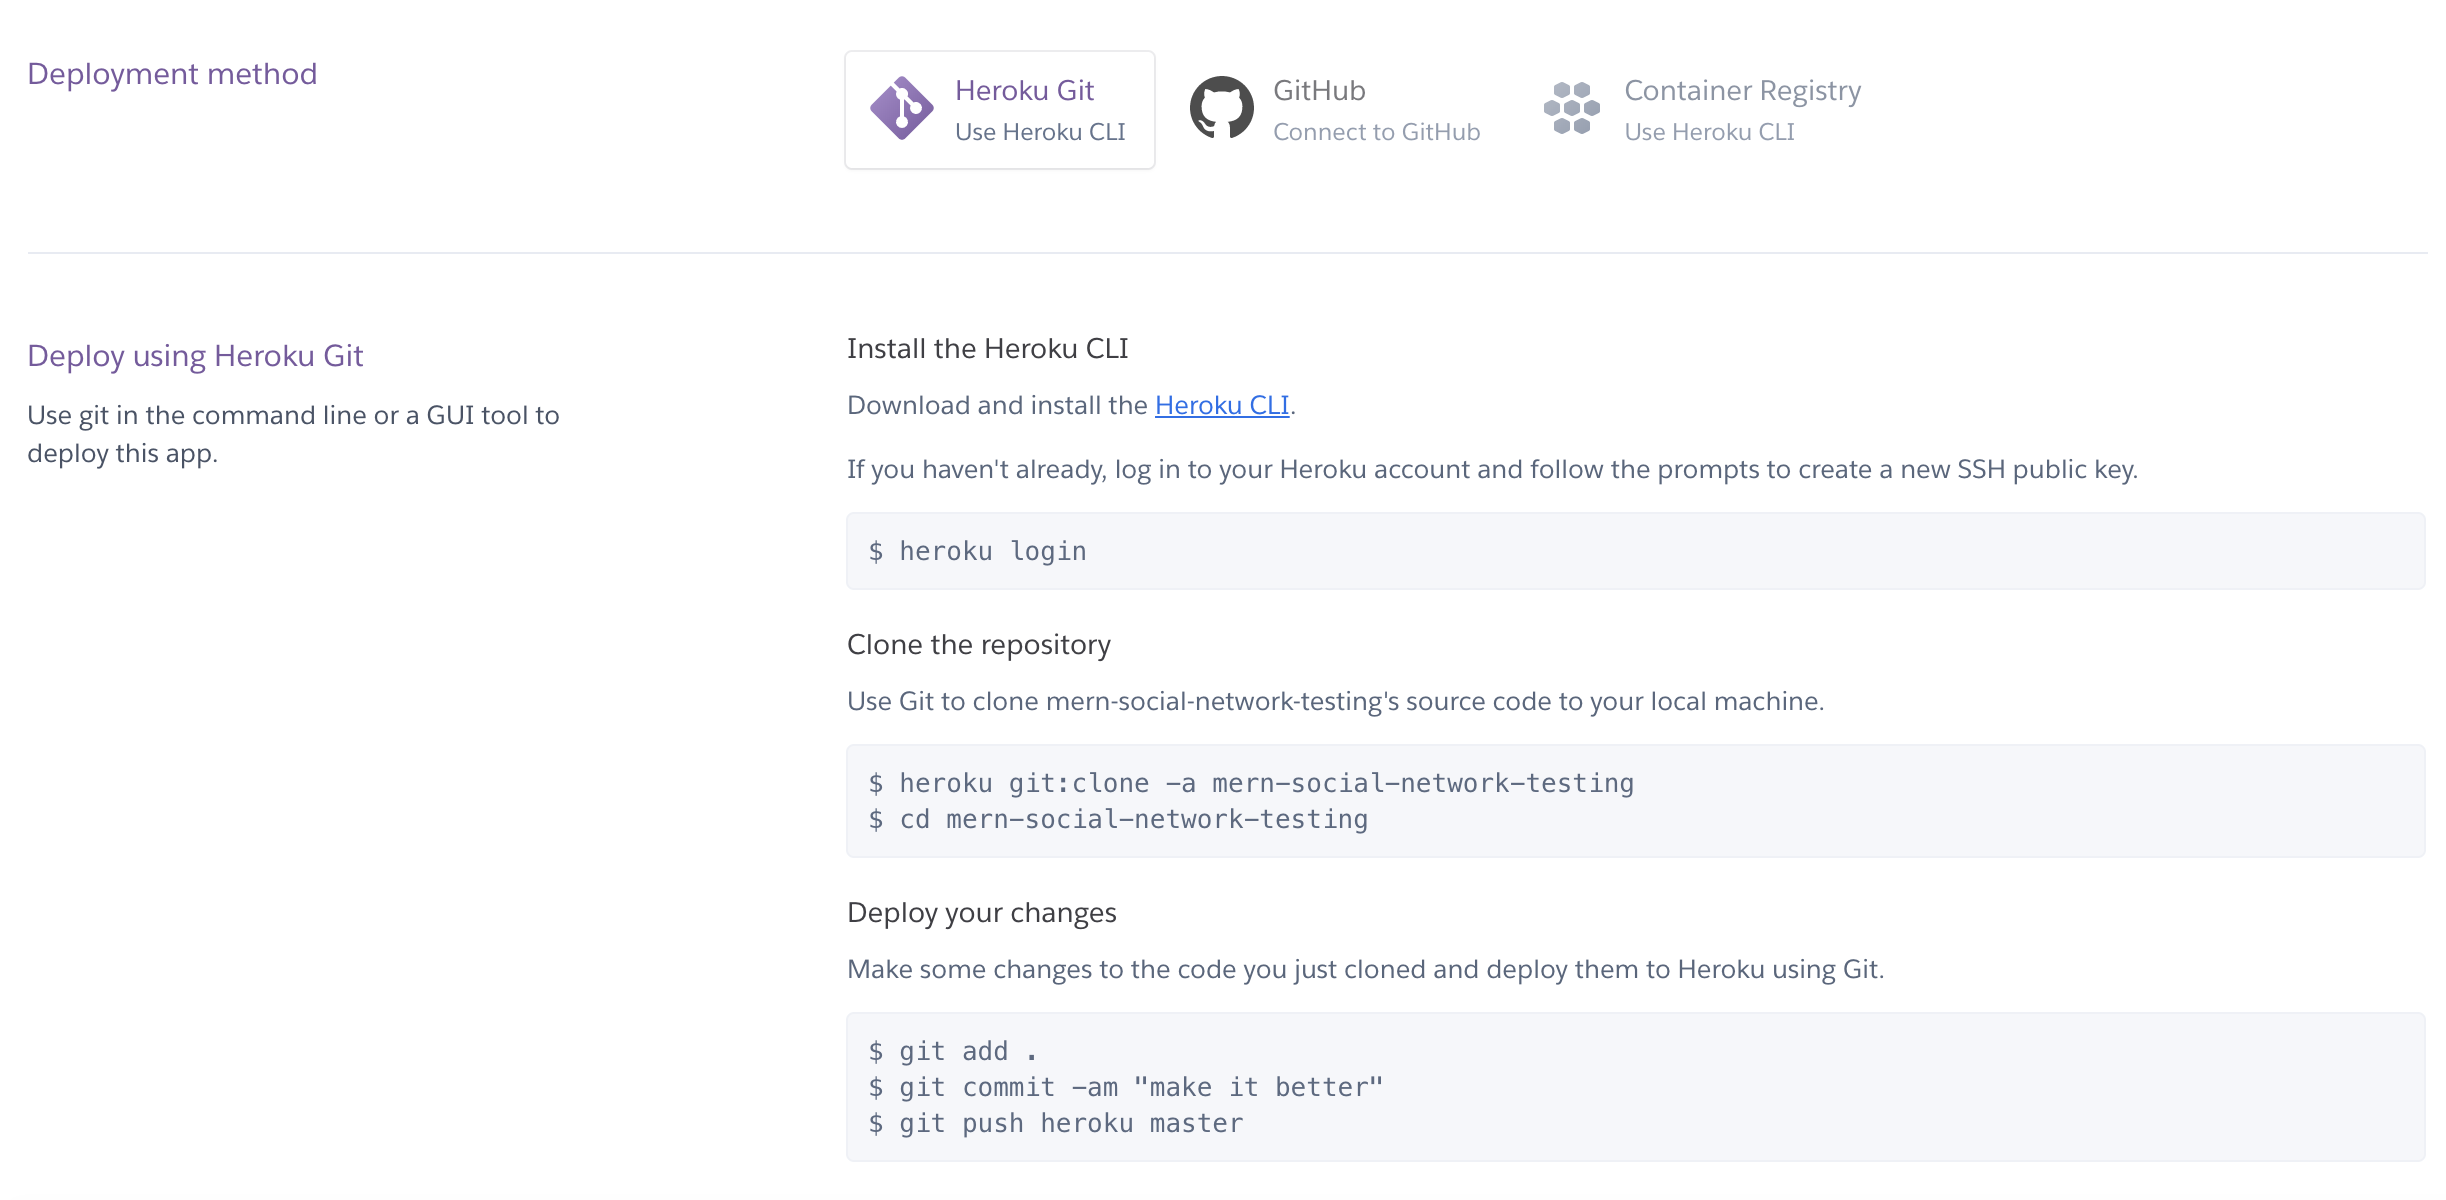 Deployment method
Heroku Git
Use Heroku CLI
GitHub
Connect to GitHub
Container Registry
Use Heroku CLI
Deploy using Heroku Git
Use git in the command line or a GUI tool to
deploy this app.
Install the Heroku CLI
Download and install the Heroku CLI.
If you haven't already, log in to your Heroku account and follow the prompts to create a new SSH public key.
$ heroku login
Clone the repository
Use Git to clone mern-social-network-testing's source code to your local machine.
$ heroku git:clone -a mern-social-network-testing
$ cd mern-social-network-testing
Deploy your changes
Make some changes to the code you just cloned and deploy them to Heroku using Git.
$ git add .
$ git commit -am "make it better"
$ git push heroku master